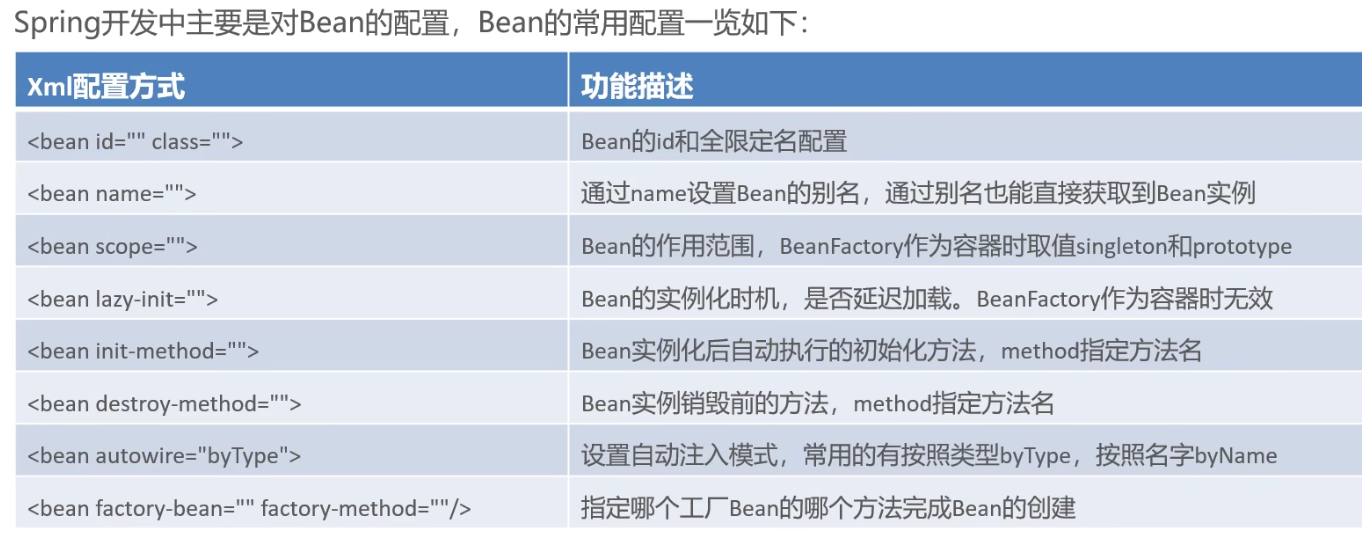 Spring开发中主要是对Bean的配置，Bean的常用配置一览如下：
Xml配置方式 功能描述
<bean id="" class=""> Bean的id和全限定名配置
<bean name=""> 通过name设置Bean的别名，通过别名也能直接获取到Bean实例
<bean scope=""> Bean的作用范围，BeanFactory作为容器时取值singleton和prototype
<bean lazy-init=""> Bean的实例化时机，是否延迟加载。BeanFactory作为容器时无效
<bean init-method=""> Bean实例化后自动执行的初始化方法，method指定方法名
<bean destroy-method=""> Bean实例销毁前的方法，method指定方法名
<bean autowire="byType"> 设置自动注入模式，常用的有按照类型byType，按照名字byName
<bean factory-bean="" factory-method=""/> 指定哪个工厂Bean的哪个方法完成Bean的创建